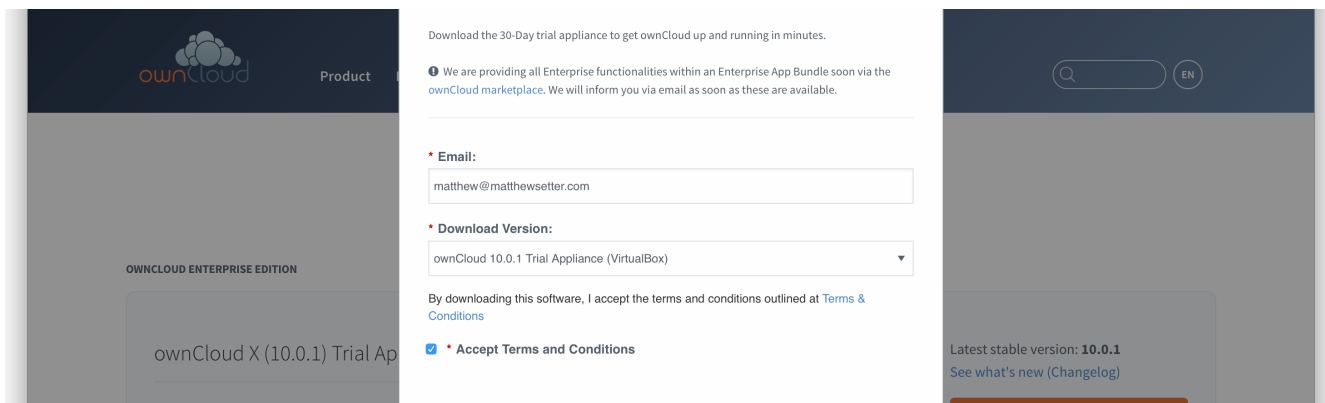 Download the 30-Day trial appliance to get ownCloud up and running in minutes.
ownCloud
Product
We are providing all Enterprise functionalities within an Enterprise App Bundle soon via the
ownCloud marketplace. We will inform you via email as soon as these are available.
EN
* Email:
matthew@matthewsetter.com
* Download Version:
ownCloud 10.0.1 Trial Appliance (VirtualBox)
OWNCLOUD ENTERPRISE EDITION
By downloading this software, I accept the terms and conditions outlined at Terms &
Conditions
* Accept Terms and Conditions
ownCloud X (10.0.1) Trial Ap
Latest stable version: 10.0.1
See what's new (Changelog)